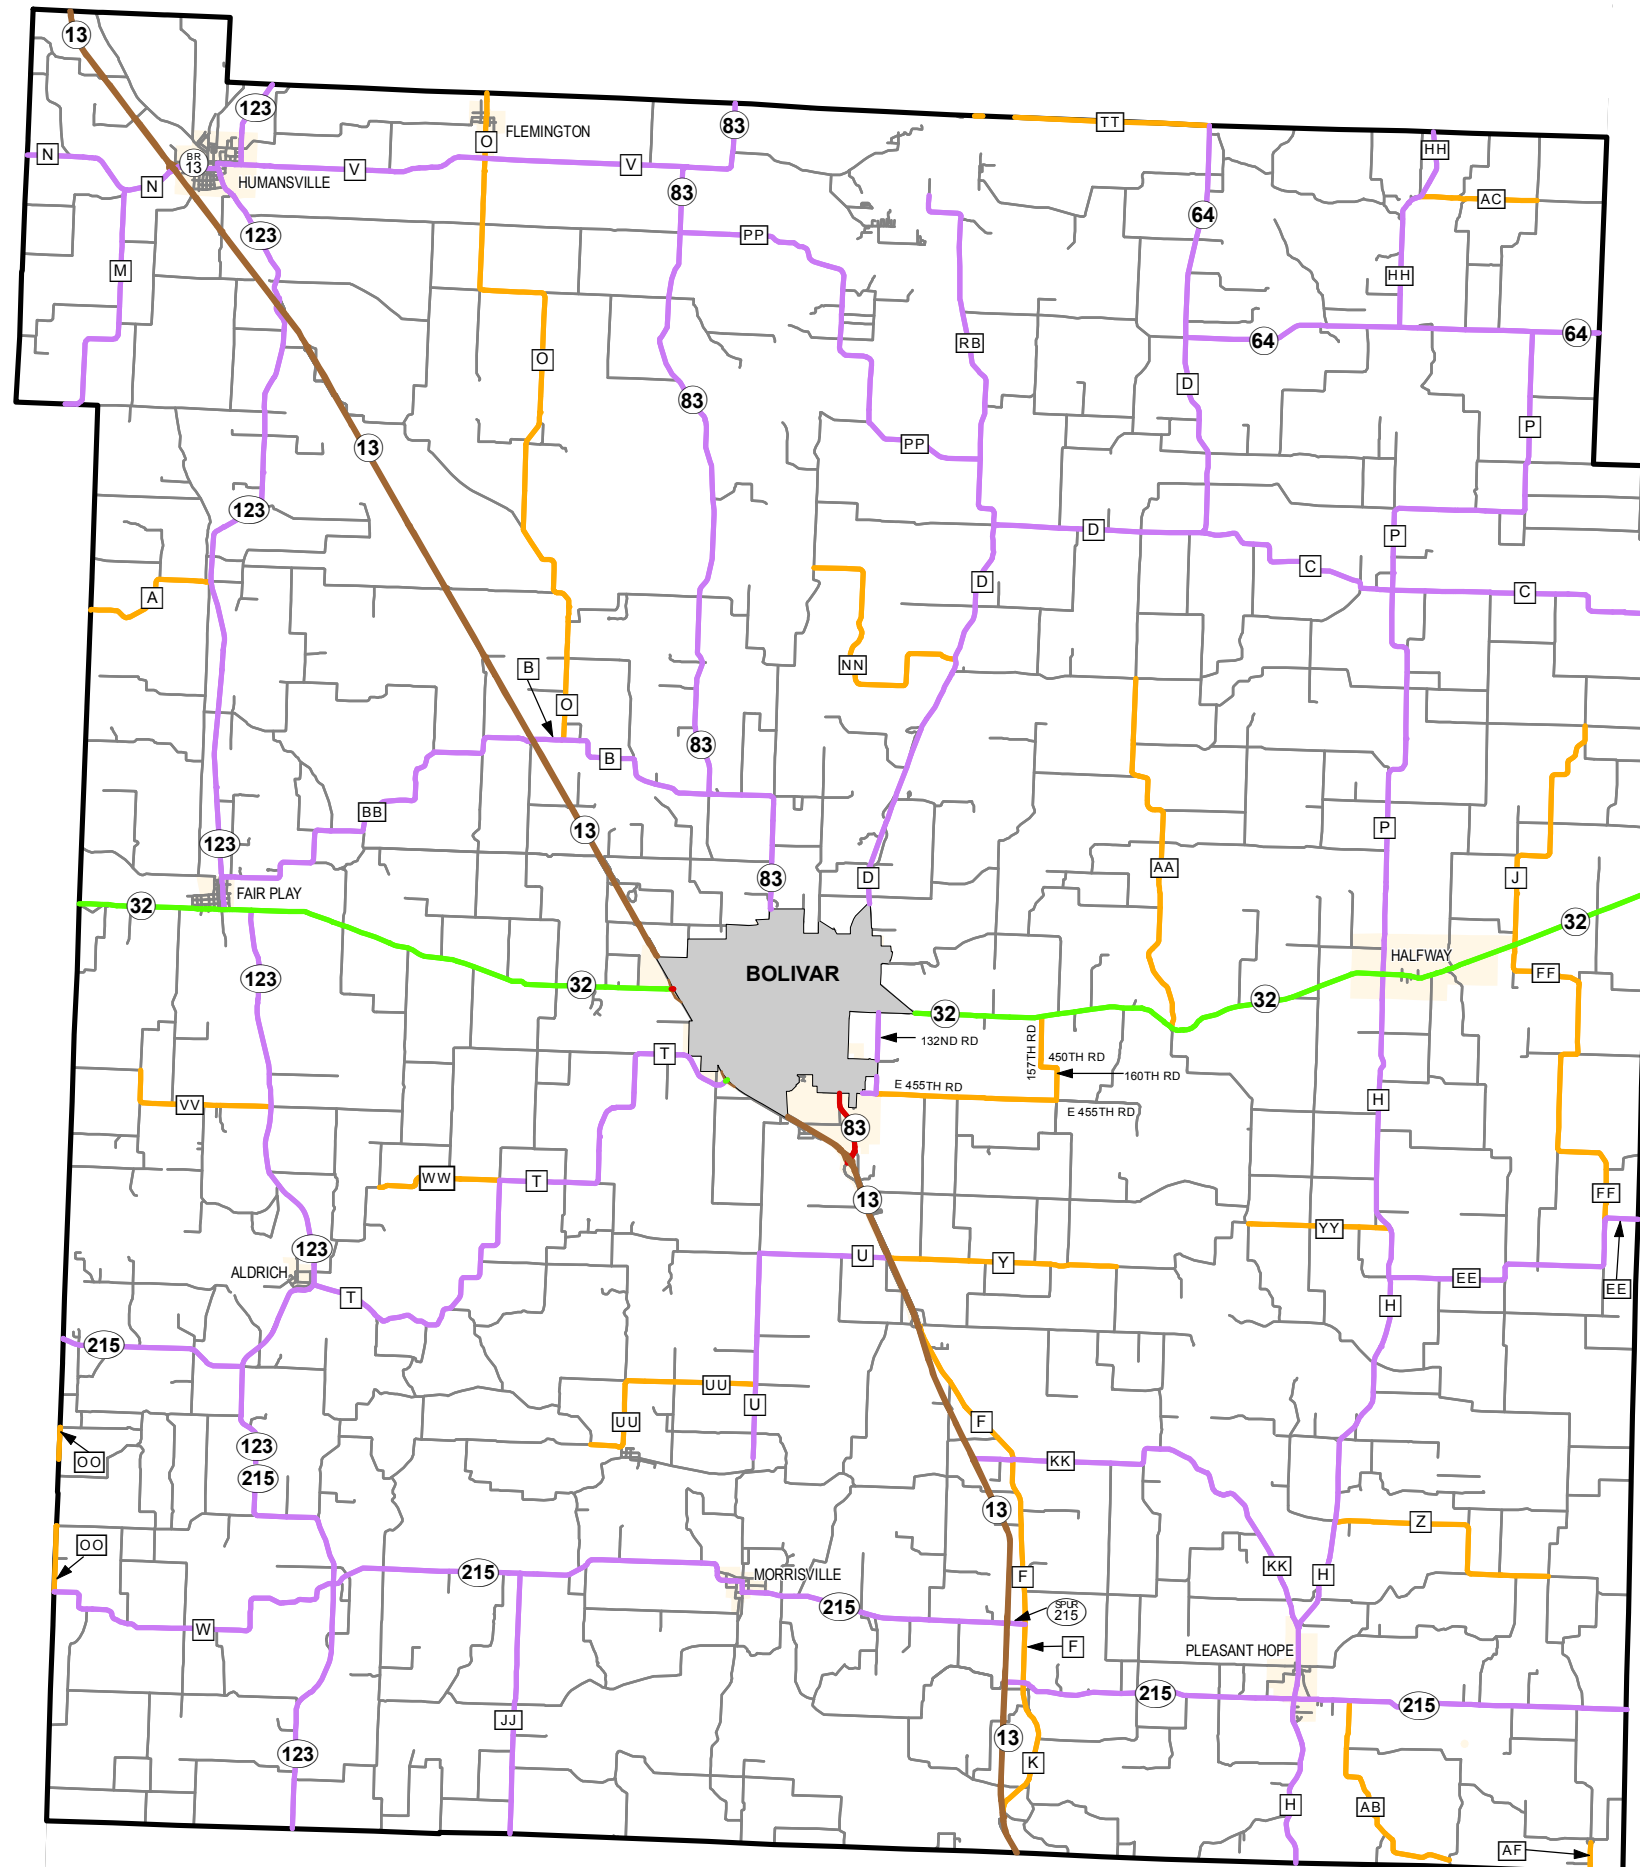 13
123
83
TT
O
FLEMINGTON
HH
N
BR
13
V
V
N
HUMANSVILLE
83
AC
64
123
PP
M
HH
64
64
RB
O
D
83
P
13
PP
123
D
P
C
D
C
A
B
NN
O
83
B
BB
13
P
123
AA
83
D
J
FAIR PLAY
32
32
HALFWAY
BOLIVAR
FF
123
32
32
32
132ND RD
157TH RD
T
450TH RD
160TH RD
E 455TH RD
H
VV
E 455TH RD
83
WW
T
FF
13
YY
123
U
Y
ALDRICH
EE
EE
T
H
215
UU
U
UU
F
123
OO
KK
215
13
Z
OO
215
MORRISVILLE
KK
H
F
215
SPUR
215
W
F
PLEASANT HOPE
215
215
JJ
13
123
K
H
AB
AF